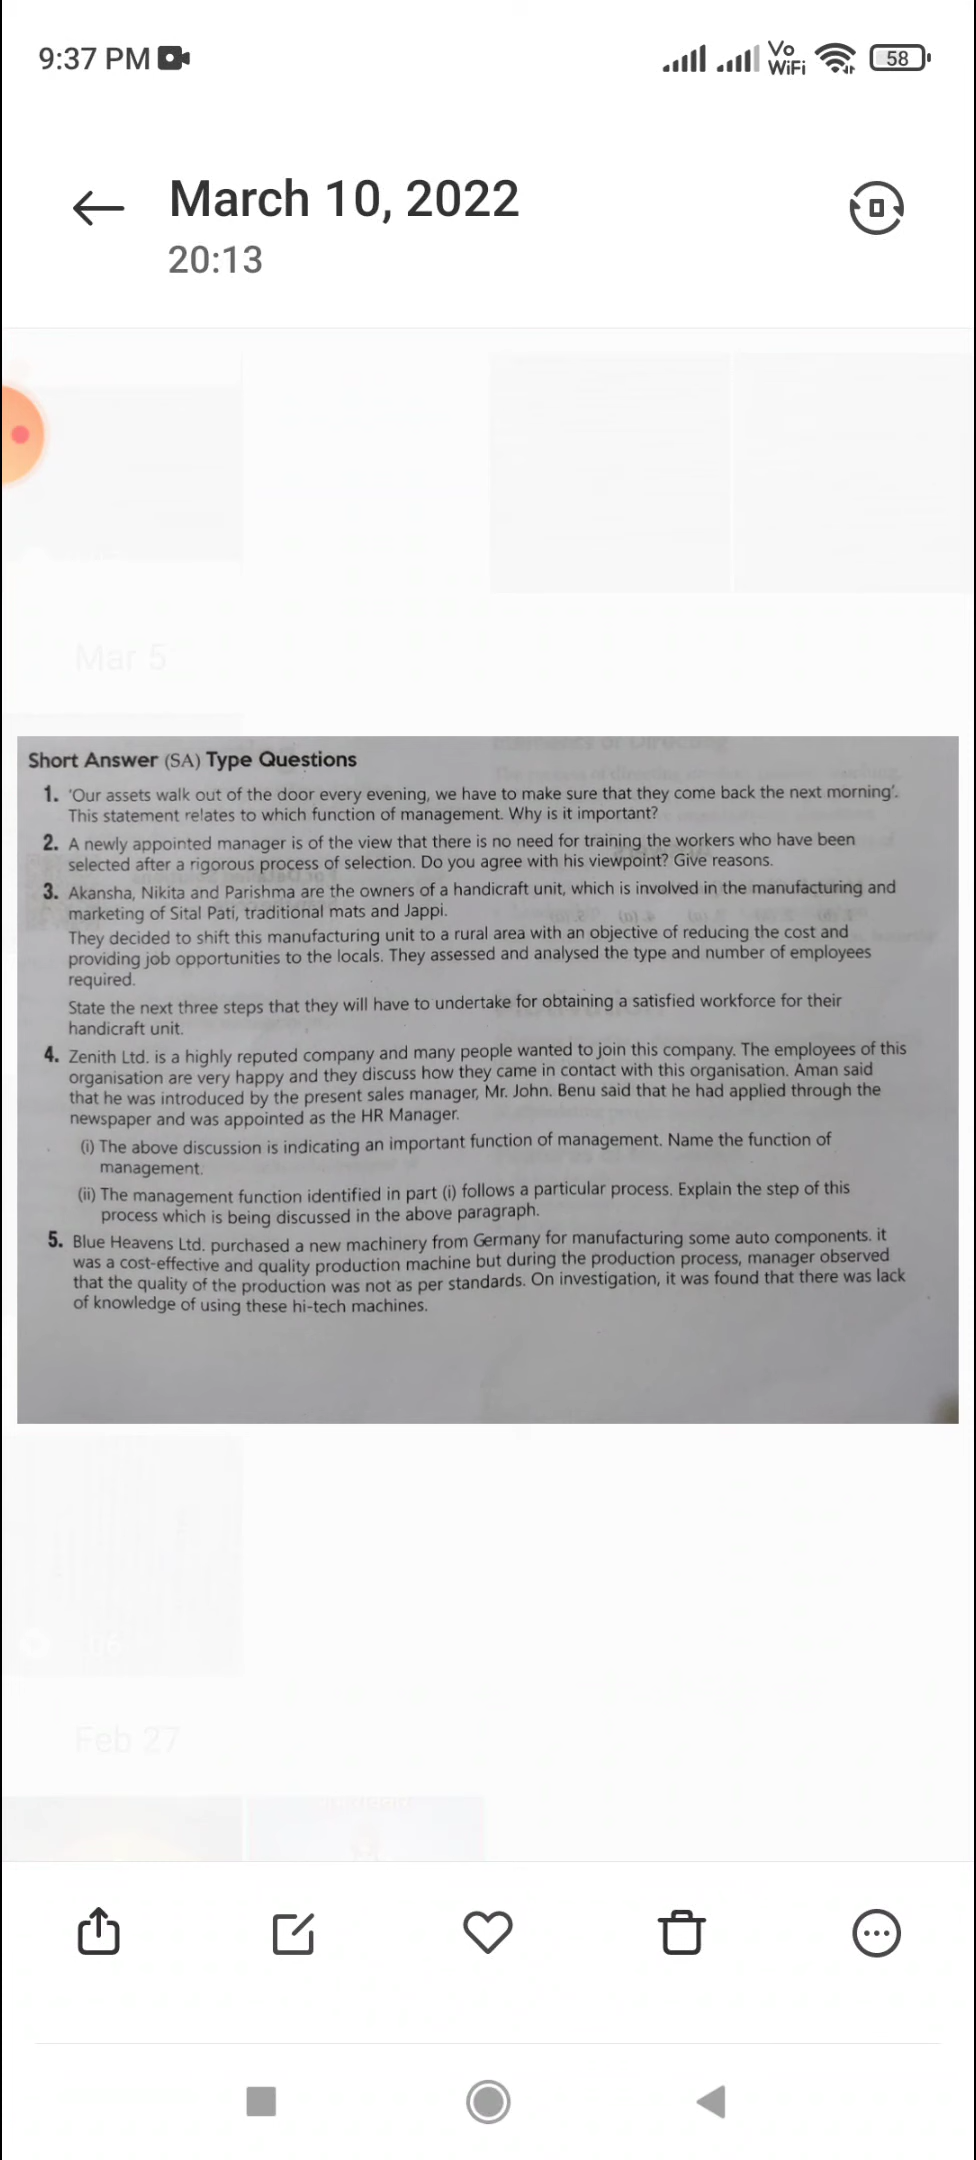 9:37 PM
Vo
WiFi
58
March 10, 2022
20:13
Mar 5
Short Answer (SA) Type Questions
1. 'Our assets walk out of the door every evening, we have to make sure that they come back the next morning'.
This statement relates to which function of management. Why is it important?
2. A newly appointed manager is of the view that there is no need for training the workers who have been
selected after a rigorous process of selection. Do you agree with his viewpoint? Give reasons.
3. Akansha, Nikita and Parishma are the owners of a handicraft unit, which is involved in the manufacturing and
marketing of Sital Pati, traditional mats and Jappi.
They decided to shift this manufacturing unit to a rural area with an objective of reducing the cost and
providing job opportunities to the locals. They assessed and analysed the type and number of employees
required.
State the next three steps that they will have to undertake for obtaining a satisfied workforce for their
handicraft unit.
4. Zenith Ltd. is a highly reputed company and many people wanted to join this company. The employees of this
organisation are very happy and they discuss how they came in contact with this organisation. Aman said
that he was introduced by the present sales manager, Mr. John. Benu said that he had applied through the
newspaper and was appointed as the HR Manager.
(i) The above discussion is indicating an important function of management. Name the function of
management.
(ii) The management function identified in part (i) follows a particular process. Explain the step of this
process which is being discussed in the above paragraph.
5. Blue Heavens Ltd. purchased a new machinery from Germany for manufacturing some auto components. it
was a cost-effective and quality production machine but during the production process, manager observed
that the quality of the production was not as per standards. On investigation, it was found that there was lack
of knowledge of using these hi-tech machines.
Feb 27